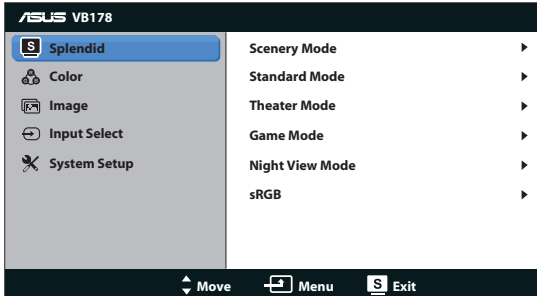 ASUS VB178
S Splendid
Color
Image
Input Select
System Setup
Scenery Mode
Standard Mode
Theater Mode
Game Mode
Night View Mode
sRGB
Move Menu S Exit